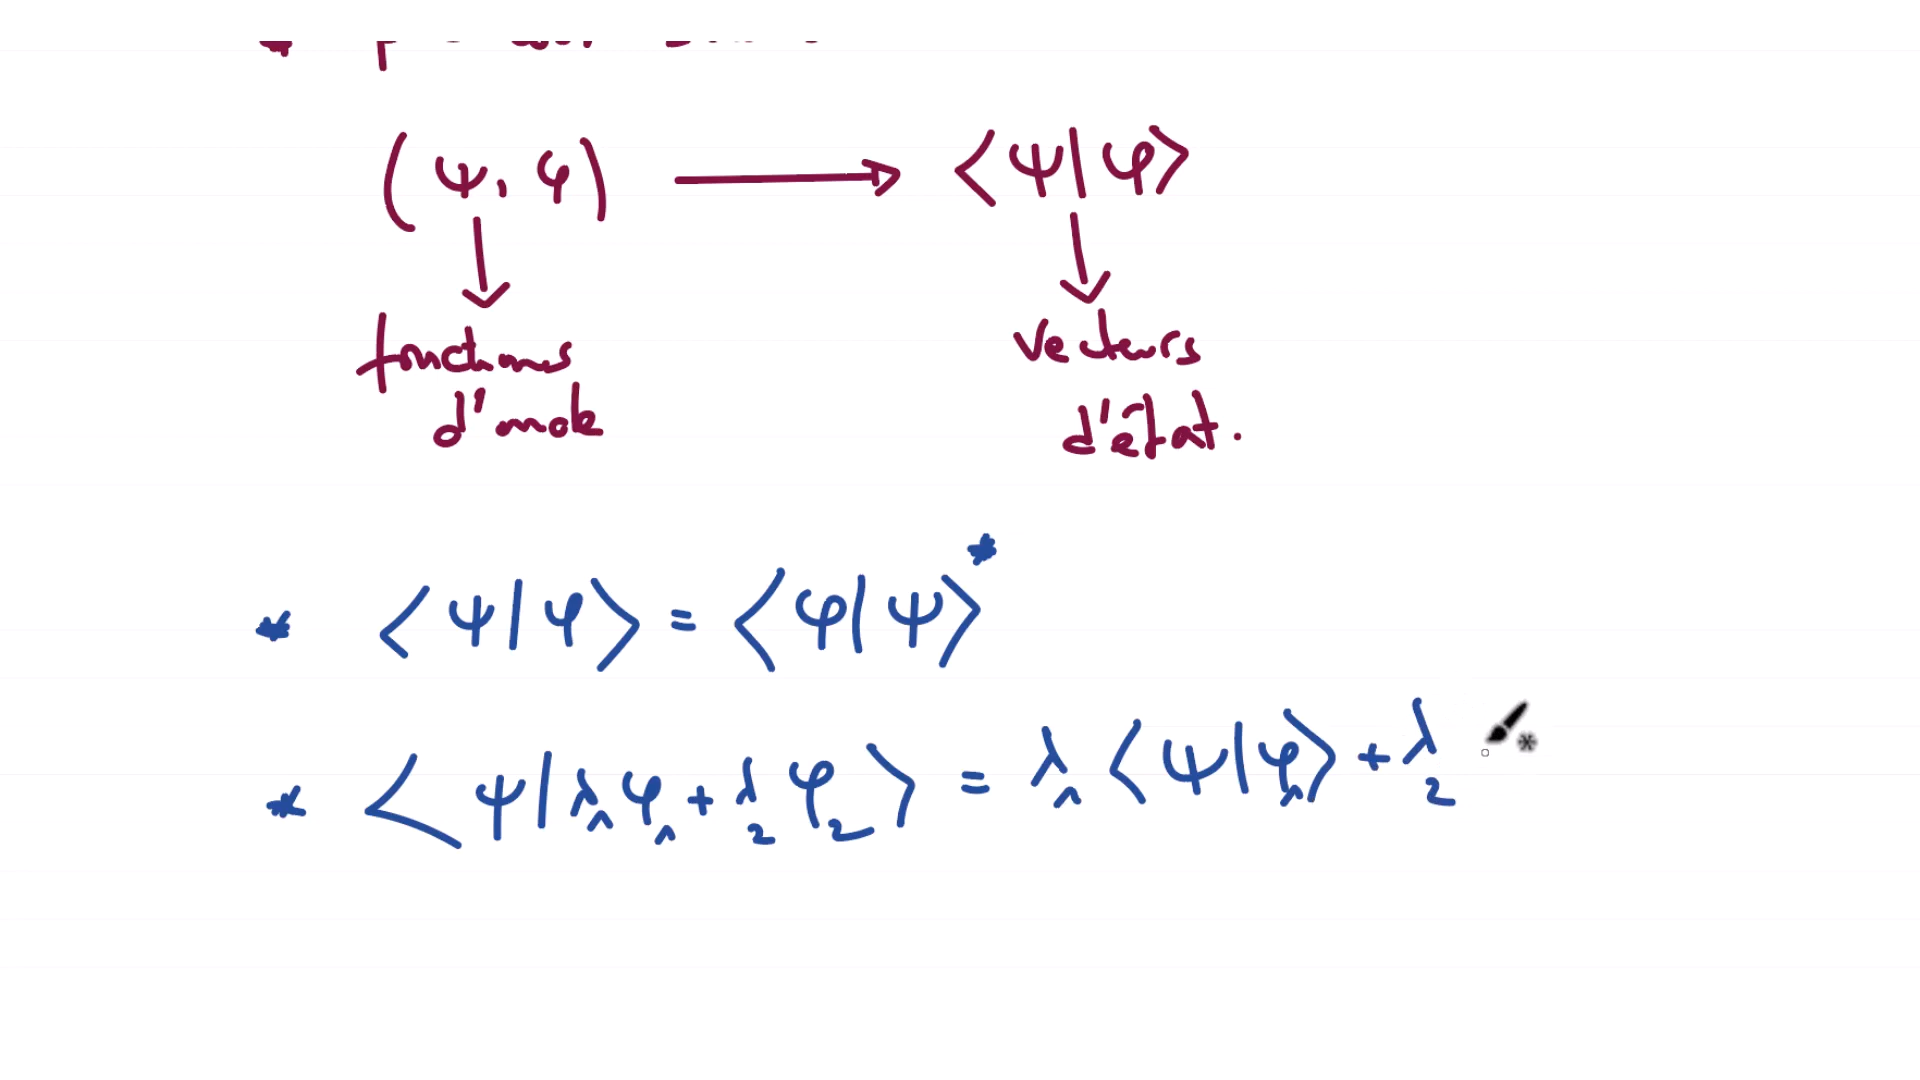 (ψ, φ) ⟶ ⟨ψ|φ⟩
fonctions vecteurs
d'onde d'état.
* ⟨ψ|φ⟩ = ⟨φ|ψ⟩*
* ⟨ψ|λ₁φ₁ + λ₂φ₂⟩ = λ₁⟨ψ|φ₁⟩ + λ₂